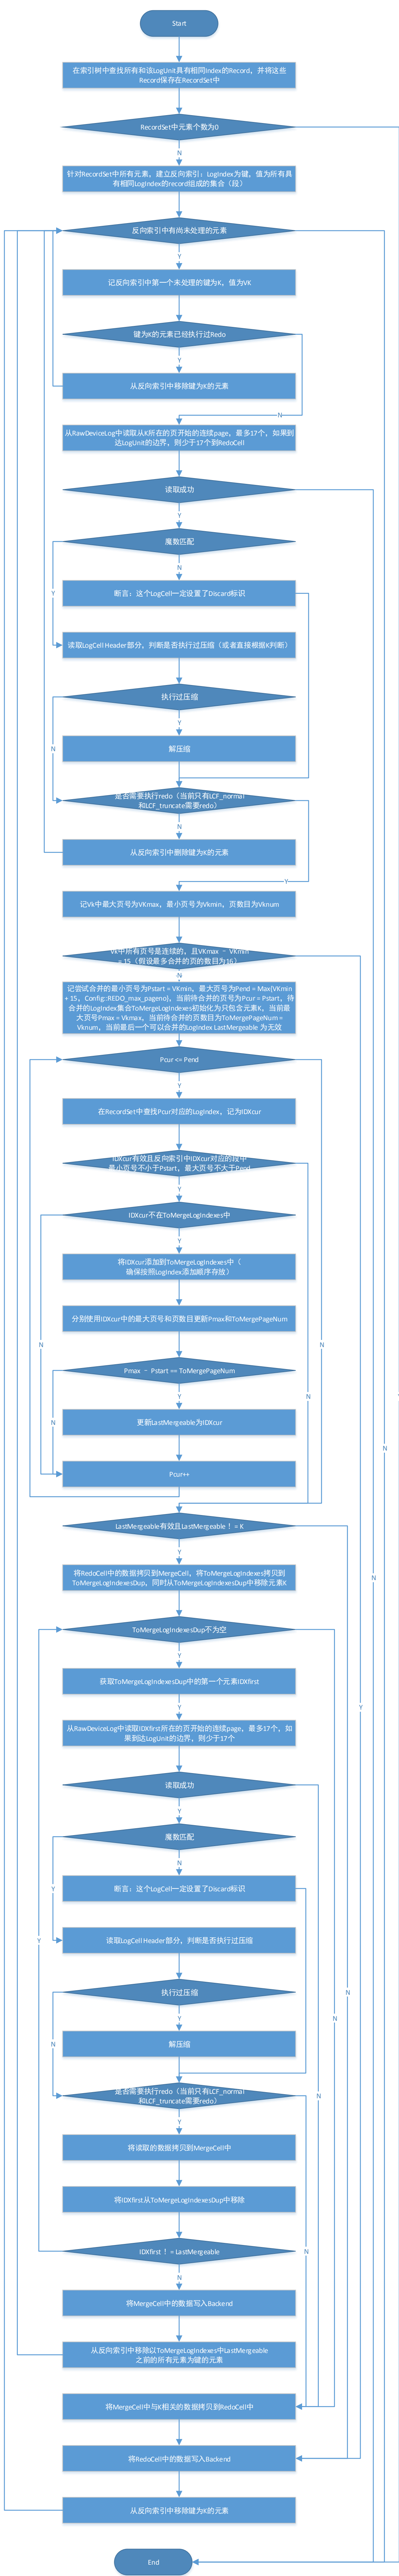 Start
在索引树中查找所有和该LogUnit具有相同Index的Record，并将这些
Record保存在RecordSet中
RecordSet中元素个数为0
N
针对RecordSet中所有元素，建立反向索引：LogIndex为键，值为所有具
有相同LogIndex的record组成的集合（段）
反向索引中有尚未处理的元素
Y
记反向索引中第一个未处理的键为K，值为VK
键为K的元素已经执行过Redo
Y
从反向索引中移除键为K的元素
N
从RawDeviceLog中读取从K所在的页开始的连续page，最多17个，如果到
达LogUnit的边界，则少于17个到RedoCell
读取成功
Y
魔数匹配
N
断言：这个LogCell一定设置了Discard标识
Y
读取LogCell Header部分，判断是否执行过压缩（或者直接根据K判断）
执行过压缩
Y
解压缩
N
是否需要执行redo（当前只有LCF_normal
和LCF_truncate需要redo）
N
从反向索引中删除键为K的元素
Y
记Vk中最大页号为VKmax，最小页号为Vkmin，页数目为Vknum
Vk中所有页号是连续的，且VKmax － VKmin
= 15（假设最多合并的页的数目为16）
N
记尝试合并的最小页号为Pstart = VKmin，最大页号为Pend = Max(VKmin
+ 15，Config::REDO_max_pageno)，当前待合并的页号为Pcur = Pstart，待
合并的LogIndex集合ToMergeLogIndexes初始化为只包含元素K，当前最
大页号Pmax = Vkmax，当前待合并的页数目为ToMergePageNum =
Vknum，当前最后一个可以合并的LogIndex LastMergeable 为无效
Pcur <= Pend
Y
在RecordSet中查找Pcur对应的LogIndex，记为IDXcur
IDXcur有效且反向索引中IDXcur对应的段中
最小页号不小于Pstart，最大页号不大于Pend
Y
IDXcur不在ToMergeLogIndexes中
Y
将IDXcur添加到ToMergeLogIndexes中（
确保按照LogIndex添加顺序存放）
分别使用IDXcur中的最大页号和页数目更新Pmax和ToMergePageNum
N
N
Pmax － Pstart == ToMergePageNum
Y
N
更新LastMergeable为IDXcur
N
N
Pcur++
LastMergeable有效且LastMergeable！= K
Y
N
将RedoCell中的数据拷贝到MergeCell，将ToMergeLogIndexes拷贝到
ToMergeLogIndexesDup，同时从ToMergeLogIndexesDup中移除元素K
ToMergeLogIndexesDup不为空
Y
获取ToMergeLogIndexesDup中的第一个元素IDXfirst
Y
Y
从RawDeviceLog中读取IDXfirst所在的页开始的连续page，最多17个，如
果到达LogUnit的边界，则少于17个
读取成功
Y
魔数匹配
N
断言：这个LogCell一定设置了Discard标识
Y
读取LogCell Header部分，判断是否执行过压缩
Y
执行过压缩
N
Y
N
解压缩
N
是否需要执行redo（当前只有LCF_normal
和LCF_truncate需要redo）
N
Y
将读取的数据拷贝到MergeCell中
将IDXfirst从ToMergeLogIndexesDup中移除
IDXfirst！= LastMergeable
N
N
将MergeCell中的数据写入Backend
从反向索引中移除以ToMergeLogIndexes中LastMergeable
之前的所有元素为键的元素
将MergeCell中与K相关的数据拷贝到RedoCell中
将RedoCell中的数据写入Backend
从反向索引中移除键为K的元素
End